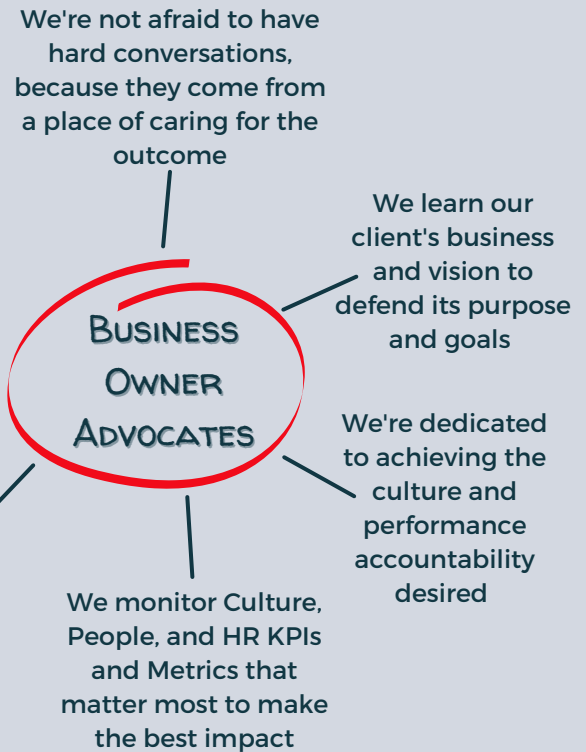 We're not afraid to have
hard conversations,
because they come from
a place of caring for the
outcome
We learn our
client's business
and vision to
defend its purpose
and goals
Business
Owner
Advocates
We're dedicated
to achieving the
culture and
performance
accountability
desired
We monitor Culture,
People, and HR KPIs
and Metrics that
matter most to make
the best impact